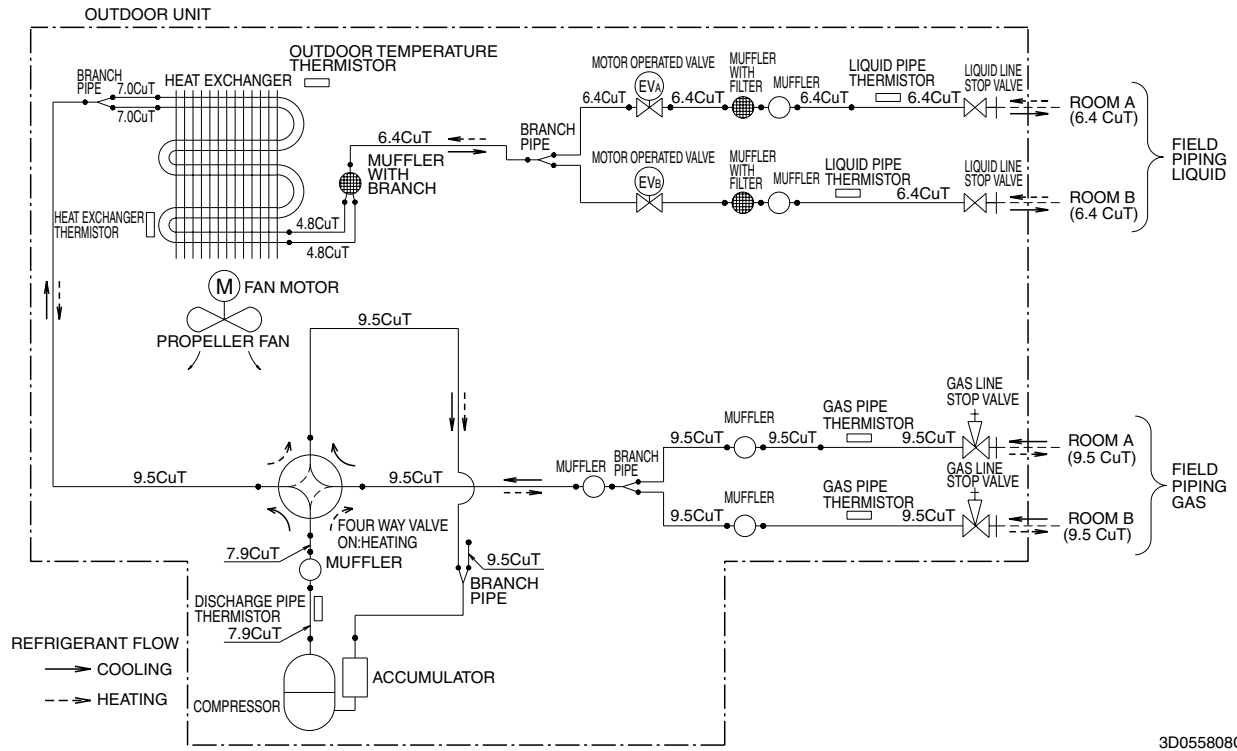 OUTDOOR UNIT
OUTDOOR TEMPERATURE
THERMISTOR
BRANCH
PIPE
7.0CuT
7.0CuT
HEAT EXCHANGER
HEAT EXCHANGER
THERMISTOR
4.8CuT
4.8CuT
MUFFLER
WITH
BRANCH
6.4CuT
BRANCH
PIPE
MOTOR OPERATED VALVE
EVA
6.4CuT
6.4CuT
MUFFLER
WITH
FILTER
MUFFLER
6.4CuT
LIQUID PIPE
THERMISTOR
6.4CuT
LIQUID LINE
STOP VALVE
ROOM A
(6.4 CuT)
MOTOR OPERATED VALVE
EVB
MUFFLER
WITH
FILTER
MUFFLER
LIQUID PIPE
THERMISTOR
6.4CuT
LIQUID LINE
STOP VALVE
ROOM B
(6.4 CuT)
FIELD
PIPING
LIQUID
M
FAN MOTOR
PROPELLER FAN
9.5CuT
9.5CuT
9.5CuT
FOUR WAY VALVE
ON:HEATING
MUFFLER
BRANCH
PIPE
9.5CuT
MUFFLER
9.5CuT
GAS PIPE
THERMISTOR
9.5CuT
GAS LINE
STOP VALVE
ROOM A
(9.5 CuT)
9.5CuT
MUFFLER
GAS PIPE
THERMISTOR
9.5CuT
GAS LINE
STOP VALVE
ROOM B
(9.5 CuT)
FIELD
PIPING
GAS
7.9CuT
MUFFLER
9.5CuT
BRANCH
PIPE
DISCHARGE PIPE
THERMISTOR
7.9CuT
ACCUMULATOR
COMPRESSOR
REFRIGERANT FLOW
COOLING
HEATING